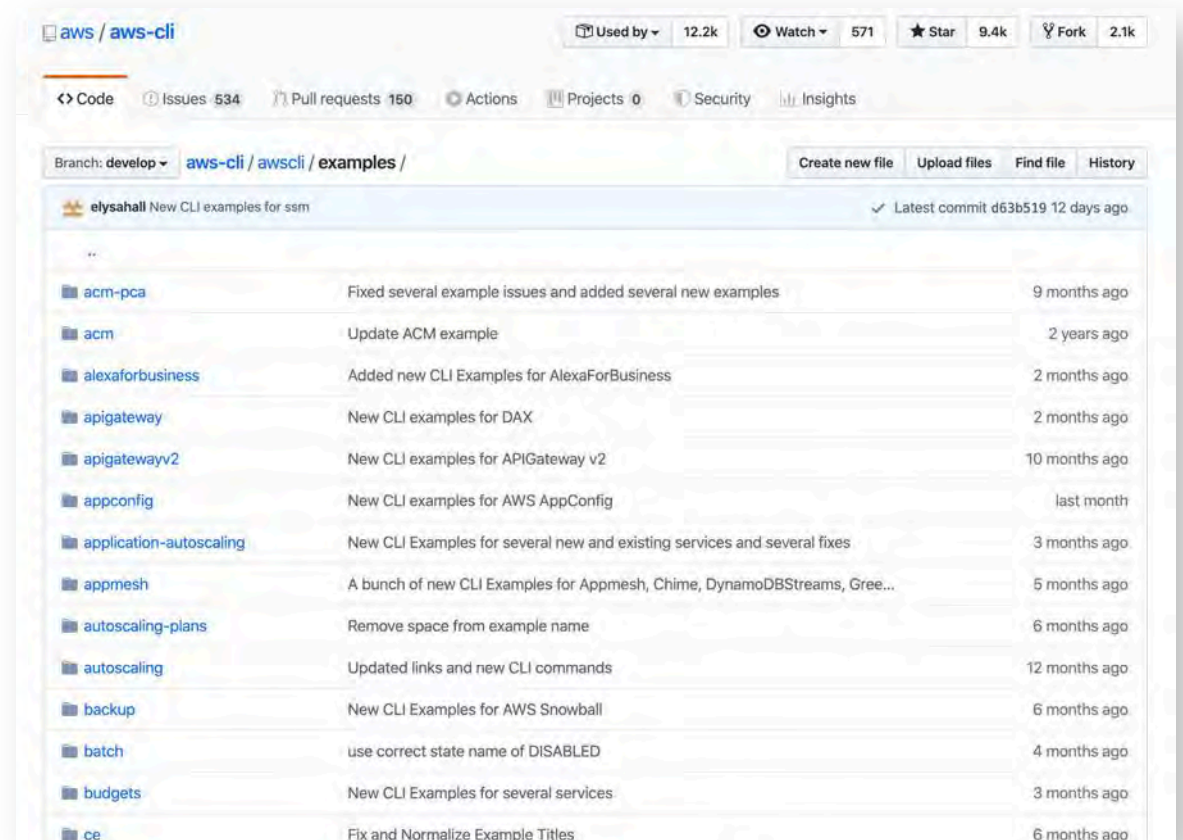 aws / aws-cli
Used by 12.2k Watch 571 Star 9.4k Fork 2.1k
Code Issues 534 Pull requests 150 Actions Projects 0 Security Insights
Branch: develop aws-cli / awscli / examples / Create new file Upload files Find file History
elysahall New CLI examples for ssm Latest commit d63b519 12 days ago
..
acm-pca Fixed several example issues and added several new examples 9 months ago
acm Update ACM example 2 years ago
alexaforbusiness Added new CLI Examples for AlexaForBusiness 2 months ago
apigateway New CLI examples for DAX 2 months ago
apigatewayv2 New CLI examples for APIGateway v2 10 months ago
appconfig New CLI examples for AWS AppConfig last month
application-autoscaling New CLI Examples for several new and existing services and several fixes 3 months ago
appmesh A bunch of new CLI Examples for Appmesh, Chime, DynamoDBStreams, Gree... 5 months ago
autoscaling-plans Remove space from example name 6 months ago
autoscaling Updated links and new CLI commands 12 months ago
backup New CLI Examples for AWS Snowball 6 months ago
batch use correct state name of DISABLED 4 months ago
budgets New CLI Examples for several services 3 months ago
ce Fix and Normalize Example Titles 6 months ago